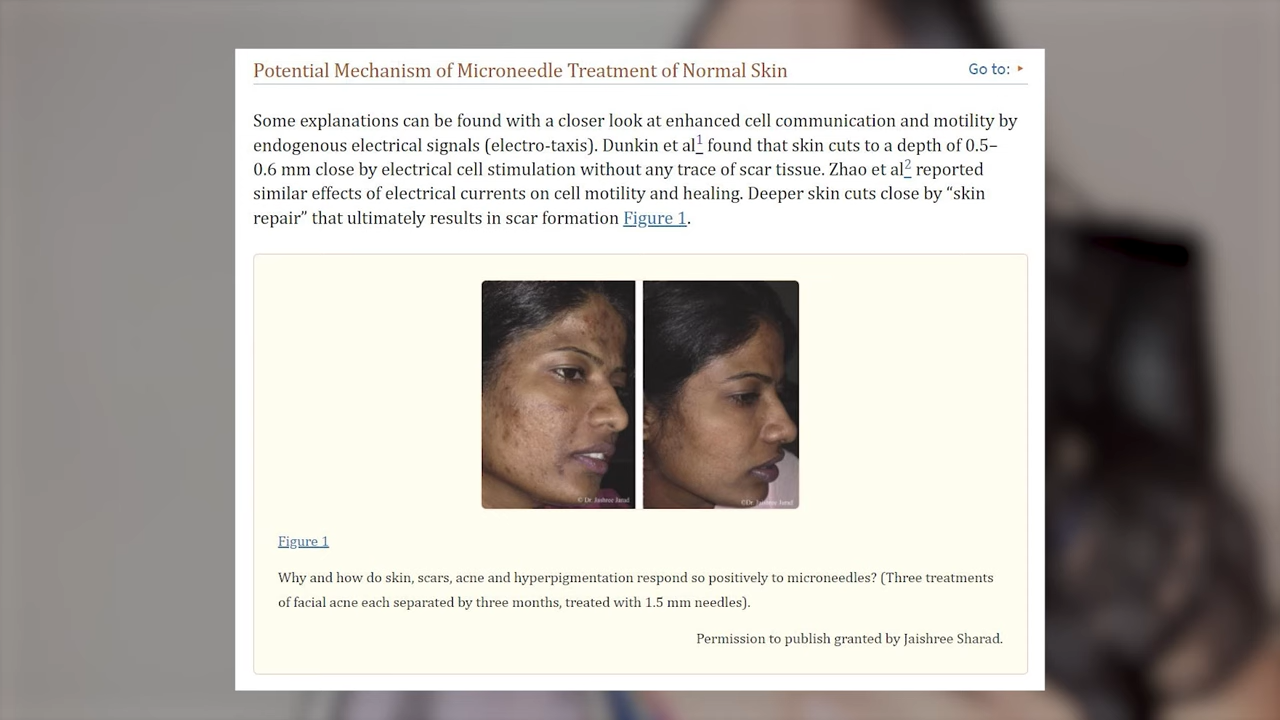 Potential Mechanism of Microneedle Treatment of Normal Skin
Go to: ▸
Some explanations can be found with a closer look at enhanced cell communication and motility by
endogenous electrical signals (electro-taxis). Dunkin et al1 found that skin cuts to a depth of 0.5–
0.6 mm close by electrical cell stimulation without any trace of scar tissue. Zhao et al2 reported
similar effects of electrical currents on cell motility and healing. Deeper skin cuts close by “skin
repair” that ultimately results in scar formation Figure 1.
© Dr. Jaishree Sharad
©Dr. Jaishree Sharad
Figure 1
Why and how do skin, scars, acne and hyperpigmentation respond so positively to microneedles? (Three treatments
of facial acne each separated by three months, treated with 1.5 mm needles).
Permission to publish granted by Jaishree Sharad.